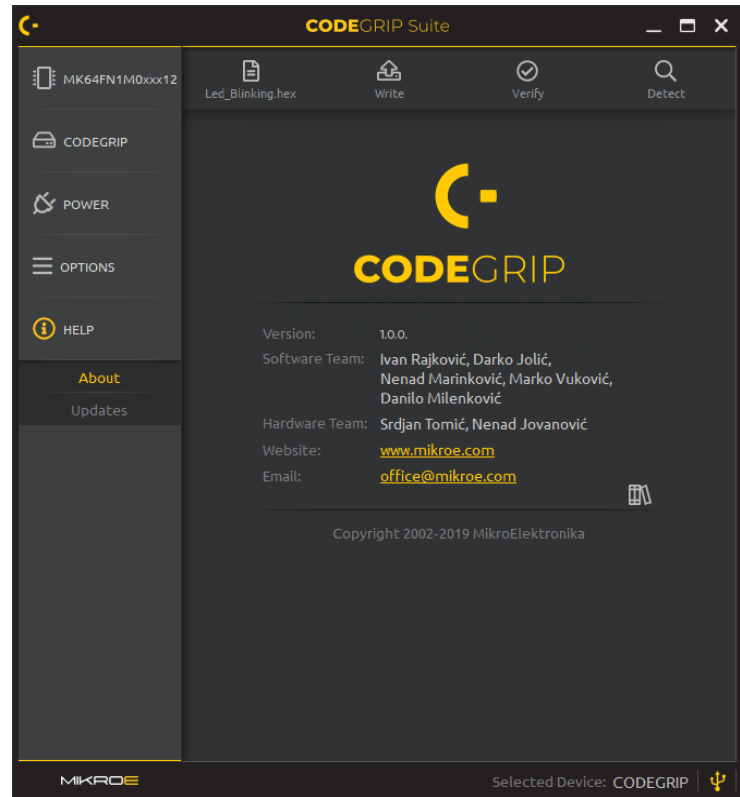 CODEGRIP Suite
MK64FN1M0xxx12
Led_Blinking.hex
Write
Verify
Detect
CODEGRIP
POWER
OPTIONS
HELP
About
Updates
CODEGRIP
Version: 1.0.0.
Software Team: Ivan Rajković, Darko Jolić,
Nenad Marinković, Marko Vuković,
Danilo Milenković
Hardware Team: Srdjan Tomić, Nenad Jovanović
Website: www.mikroe.com
Email: office@mikroe.com
Copyright 2002-2019 MikroElektronika
MIKROE
Selected Device: CODEGRIP